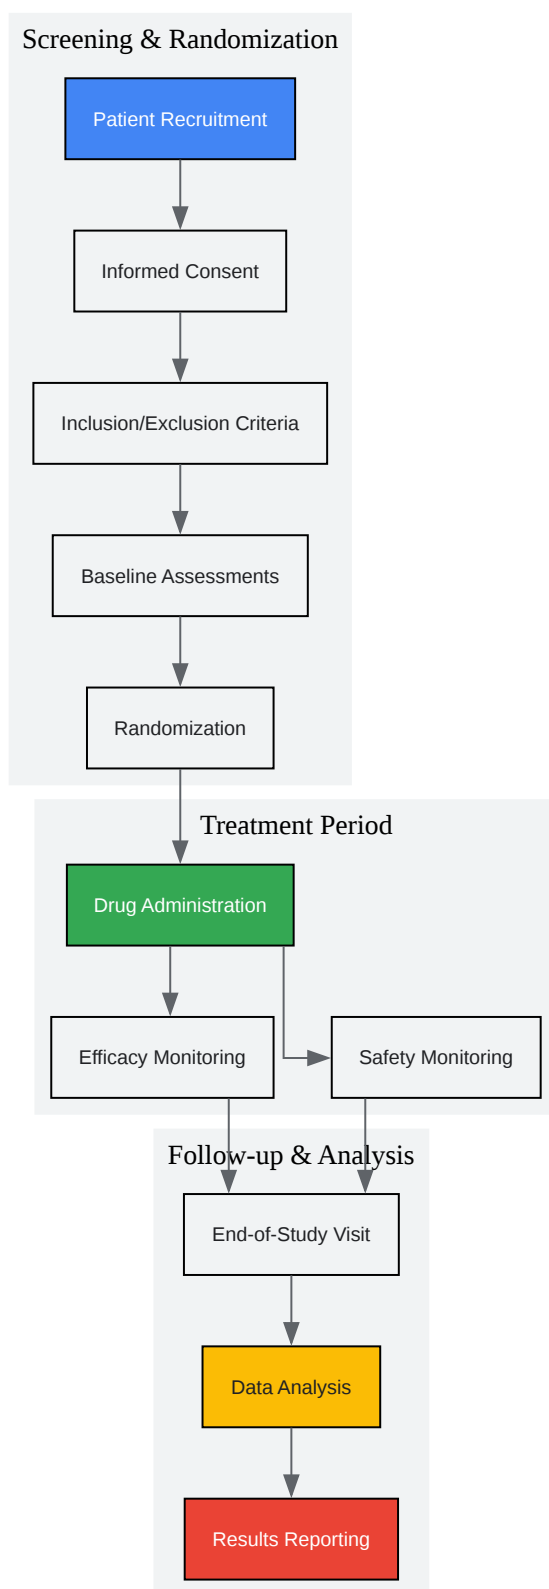 Screening & Randomization
Patient Recruitment
Informed Consent
Inclusion/Exclusion Criteria
Baseline Assessments
Randomization
Treatment Period
Drug Administration
Efficacy Monitoring
Safety Monitoring
Follow-up & Analysis
End-of-Study Visit
Data Analysis
Results Reporting